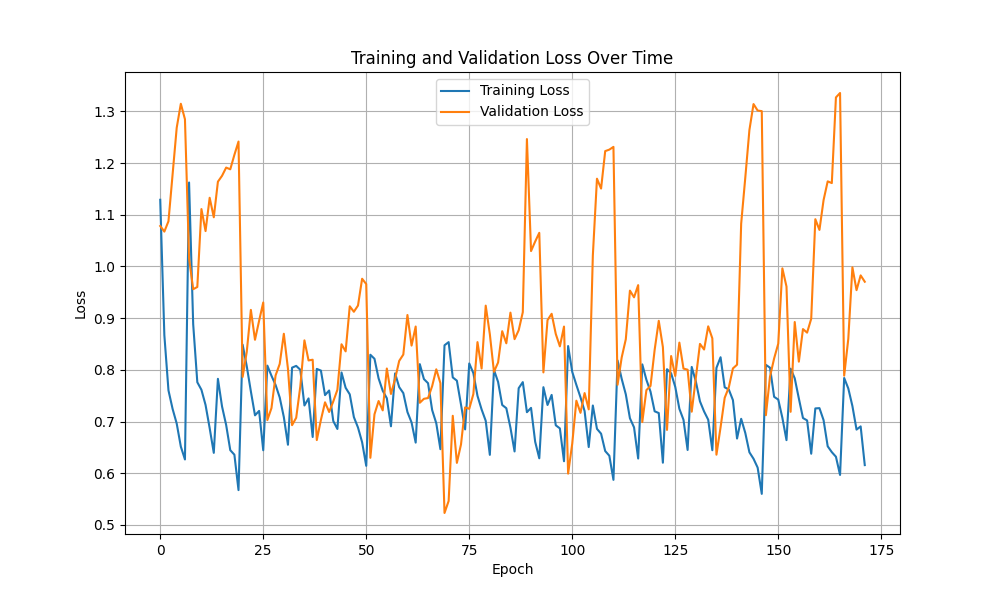 Training and Validation Loss Over Time
Training Loss
Validation Loss
1.3
1.2
1.1
1.0
0.9
0.8
0.7
0.6
0.5
Loss
0 25 50 75 100 125 150 175
Epoch